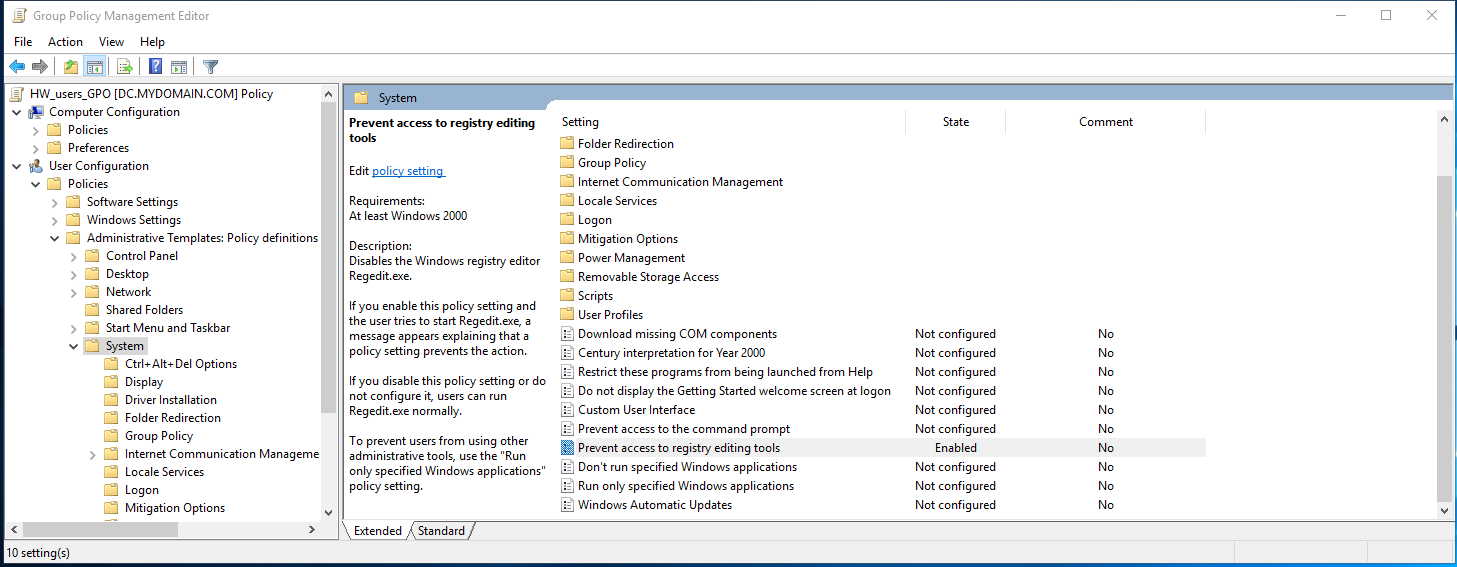 Group Policy Management Editor
File Action View Help
HW_users_GPO [DC.MYDOMAIN.COM] Policy
Computer Configuration
Policies
Preferences
User Configuration
Policies
Software Settings
Windows Settings
Administrative Templates: Policy definitions
Control Panel
Desktop
Network
Shared Folders
Start Menu and Taskbar
System
Ctrl+Alt+Del Options
Display
Driver Installation
Folder Redirection
Group Policy
Internet Communication Manageme
Locale Services
Logon
Mitigation Options
System
Prevent access to registry editing
tools
Edit policy setting
Requirements:
At least Windows 2000
Description:
Disables the Windows registry editor
Regedit.exe.
If you enable this policy setting and
the user tries to start Regedit.exe, a
message appears explaining that a
policy setting prevents the action.
If you disable this policy setting or do
not configure it, users can run
Regedit.exe normally.
To prevent users from using other
administrative tools, use the "Run
only specified Windows applications"
policy setting.
Setting State Comment
Folder Redirection
Group Policy
Internet Communication Management
Locale Services
Logon
Mitigation Options
Power Management
Removable Storage Access
Scripts
User Profiles
Download missing COM components Not configured No
Century interpretation for Year 2000 Not configured No
Restrict these programs from being launched from Help Not configured No
Do not display the Getting Started welcome screen at logon Not configured No
Custom User Interface Not configured No
Prevent access to the command prompt Not configured No
Prevent access to registry editing tools Enabled No
Don't run specified Windows applications Not configured No
Run only specified Windows applications Not configured No
Windows Automatic Updates Not configured No
Extended Standard
10 setting(s)